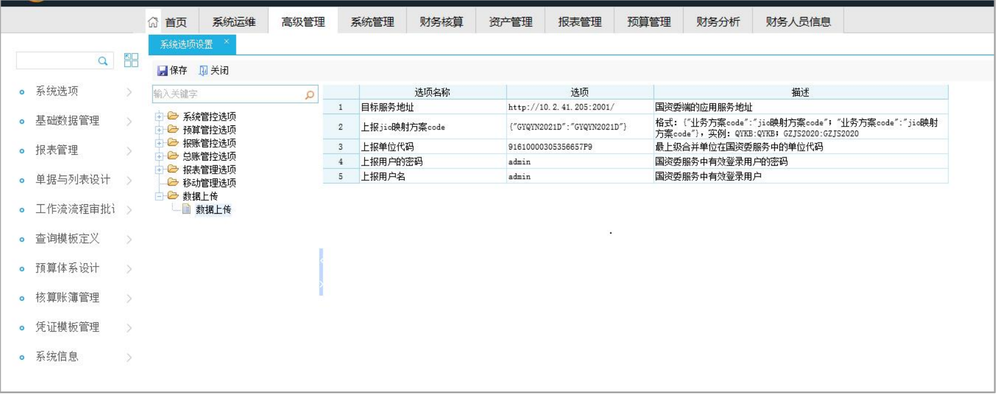 首页 系统运维 高级管理 系统管理 财务核算 资产管理 报表管理 预算管理 财务分析 财务人员信息
系统选项设置 ×
保存 关闭
系统选项
基础数据管理
报表管理
单据与列表设计
工作流流程审批
查询模板定义
预算体系设计
核算账簿管理
凭证模板管理
系统信息
输入关键字
系统管控选项
预算管控选项
报账管控选项
总账管控选项
报表管理选项
移动管理选项
数据上传
数据上传
选项名称 选项 描述
1 目标服务地址 http://10.2.41.205:2001/ 国资委端的应用服务地址
2 上报jio映射方案code {"GYQYN2021D":"GYQYN2021D"} 格式: {"业务方案code":"jio映射方案code"; "业务方案code":"jio映射
方案code"}, 实例: QYKB:QYKB; GZJS2020:GZJS2020
3 上报单位代码 91610000305356657P9 最上级合并单位在国资委服务中的单位代码
4 上报用户的密码 admin 国资委服务中有效登录用户的密码
5 上报用户名 admin 国资委服务中有效登录用户